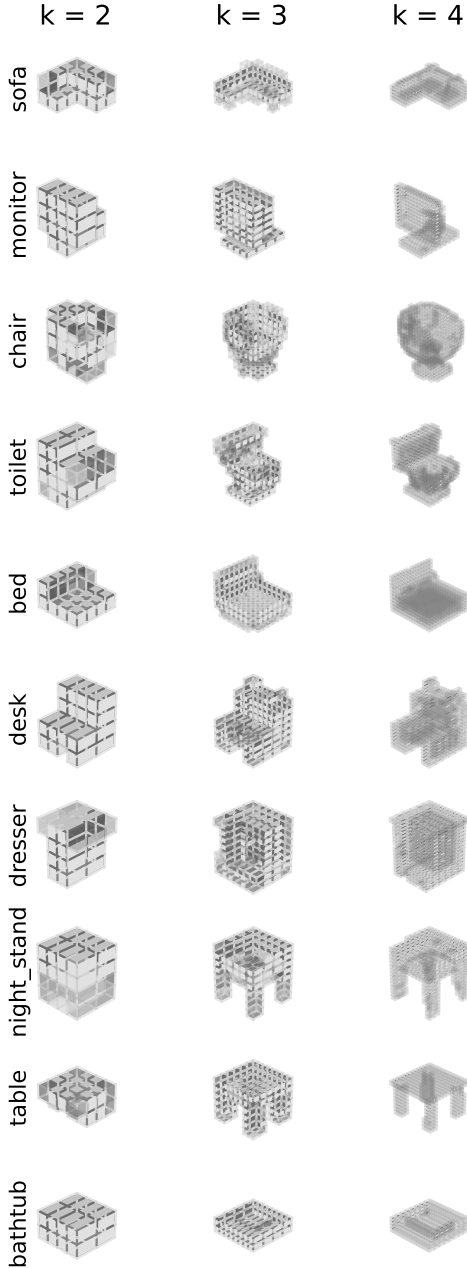 k = 2 k = 3 k = 4
sofa
monitor
chair
toilet
bed
desk
dresser
night_stand
table
bathtub